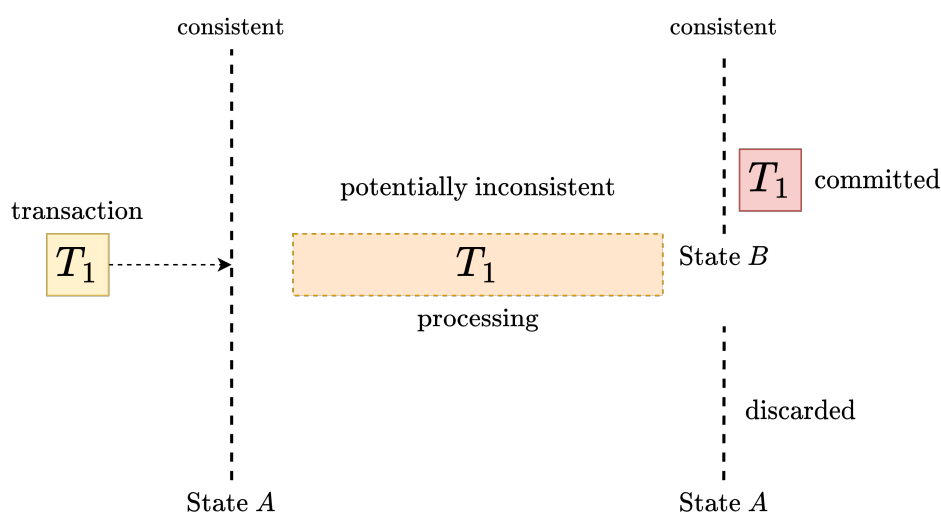 consistent
consistent
T₁
committed
potentially inconsistent
transaction
T₁
T₁
State B
processing
discarded
State A
State A